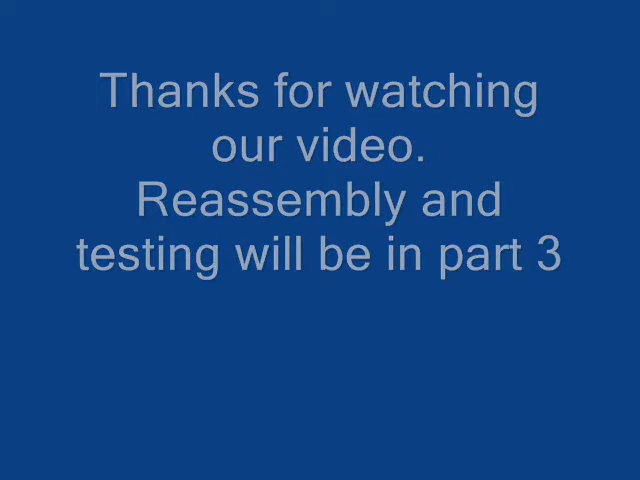 Thanks for watching
our video.
Reassembly and
testing will be in part 3